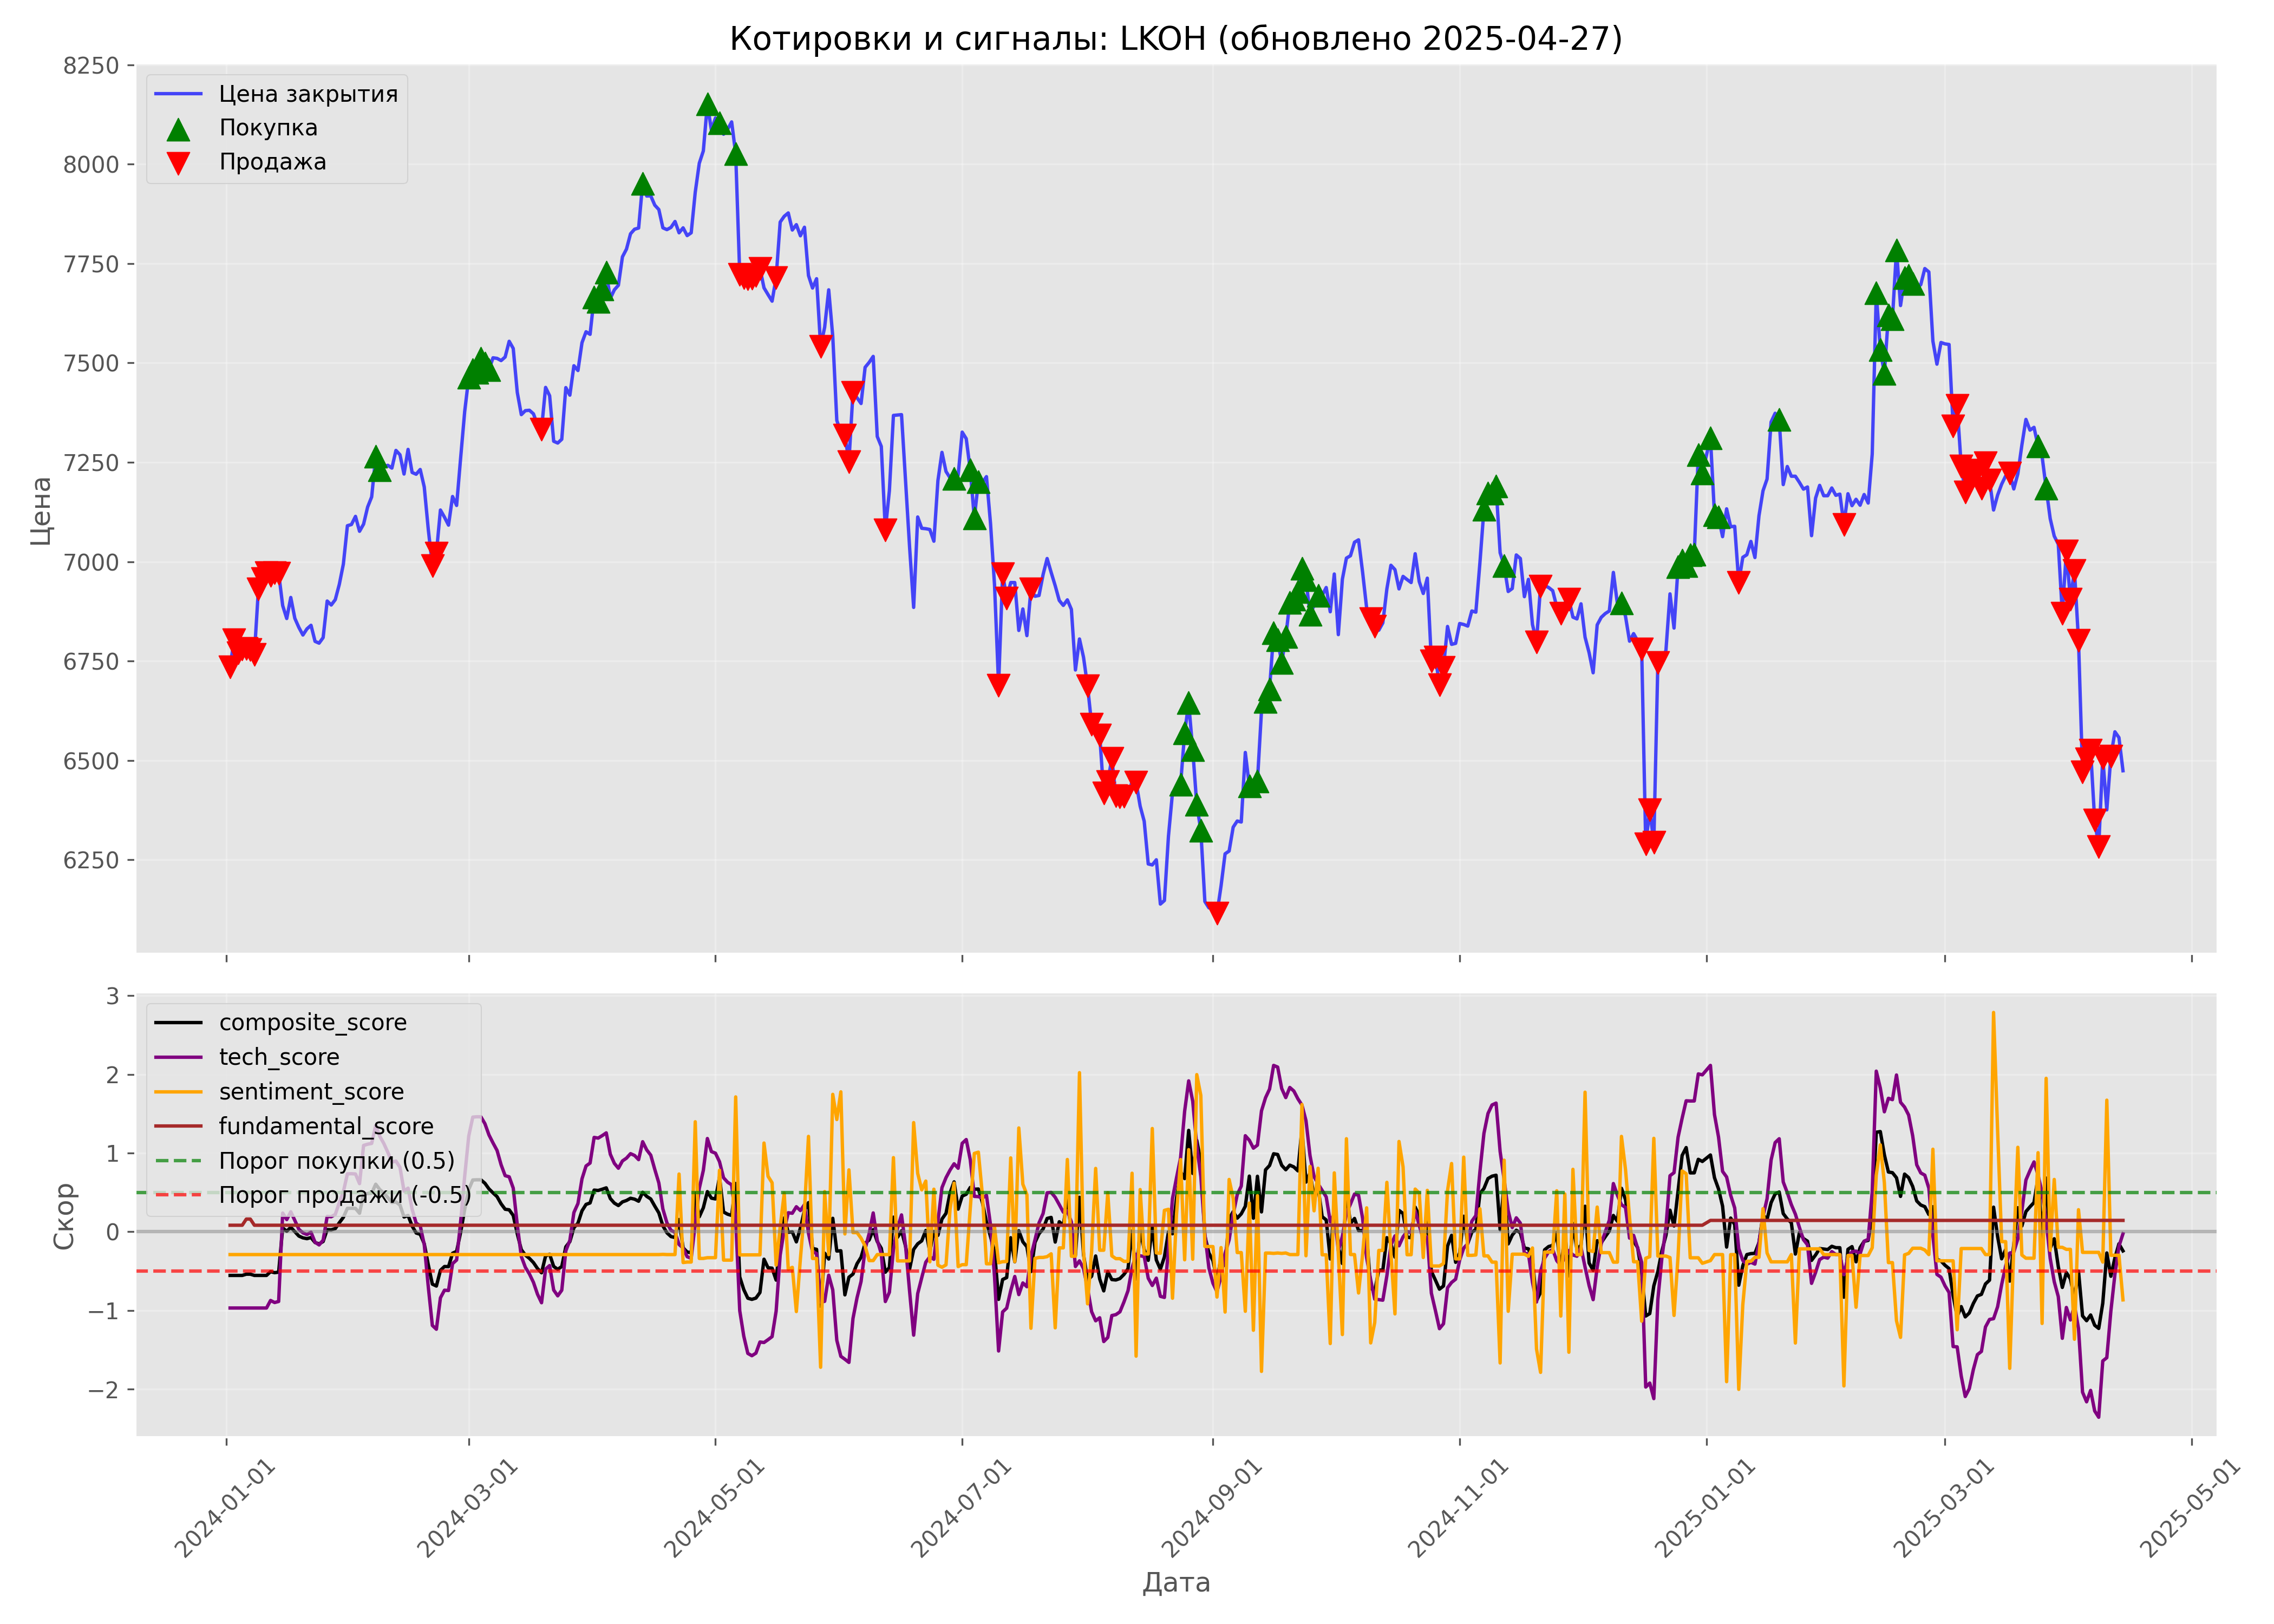 Котировки и сигналы: LKOH (обновлено 2025-04-27)
8250
8000
7750
7500
7250
7000
6750
6500
6250
Цена
Цена закрытия
Покупка
Продажа
3
2
1
0
−1
−2
Скор
composite_score
tech_score
sentiment_score
fundamental_score
Порог покупки (0.5)
Порог продажи (-0.5)
2024-01-01
2024-03-01
2024-05-01
2024-07-01
2024-09-01
2024-11-01
2025-01-01
2025-03-01
2025-05-01
Дата